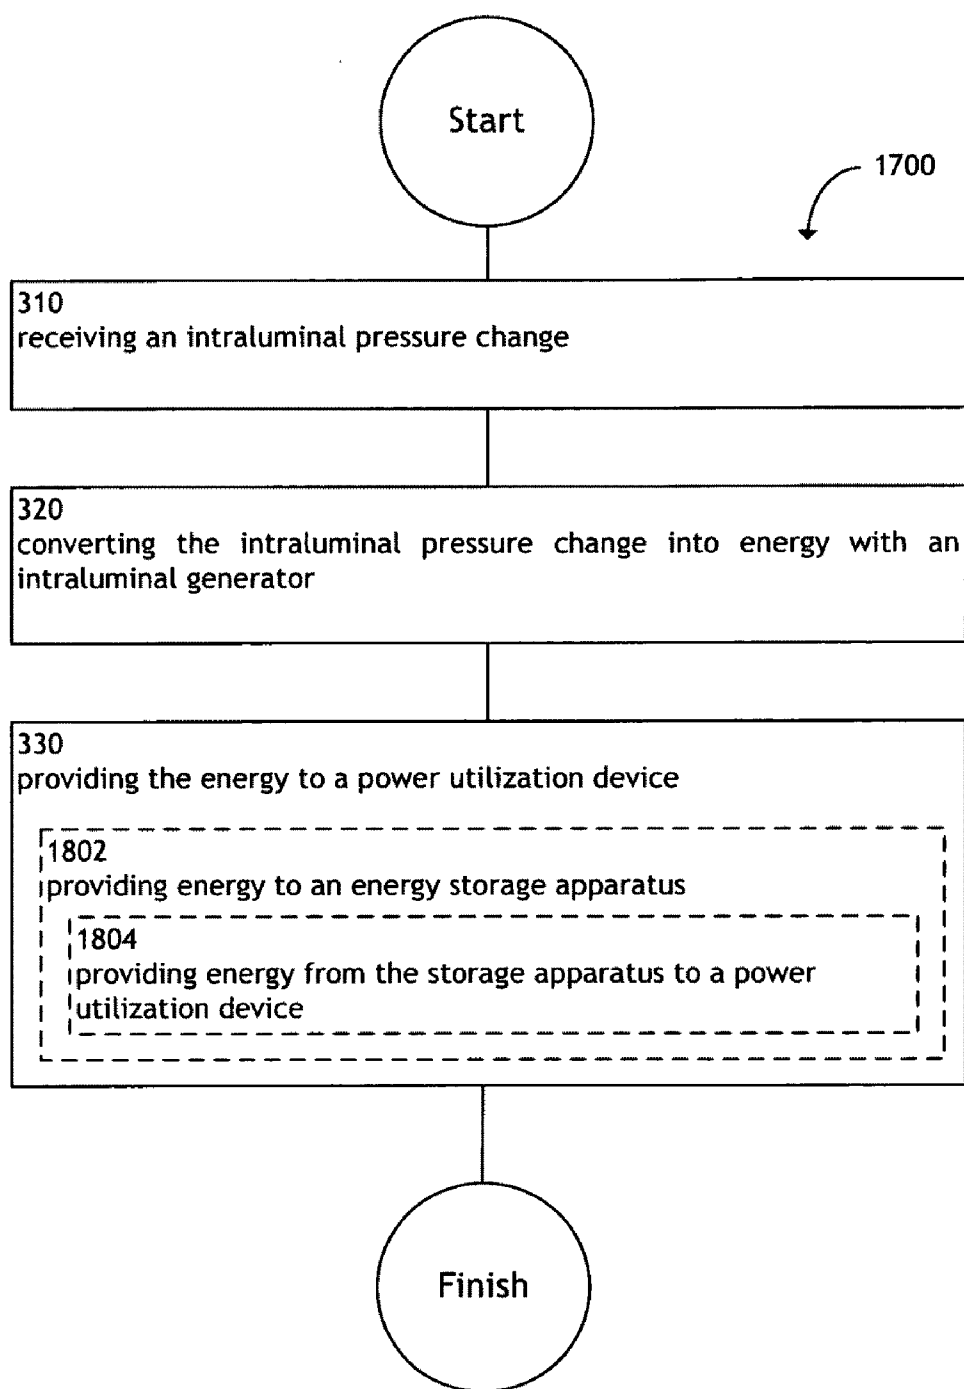 Start
1700
310
receiving an intraluminal pressure change
320
converting the intraluminal pressure change into energy with an
intraluminal generator
330
providing the energy to a power utilization device
1802
providing energy to an energy storage apparatus
1804
providing energy from the storage apparatus to a power
utilization device
Finish